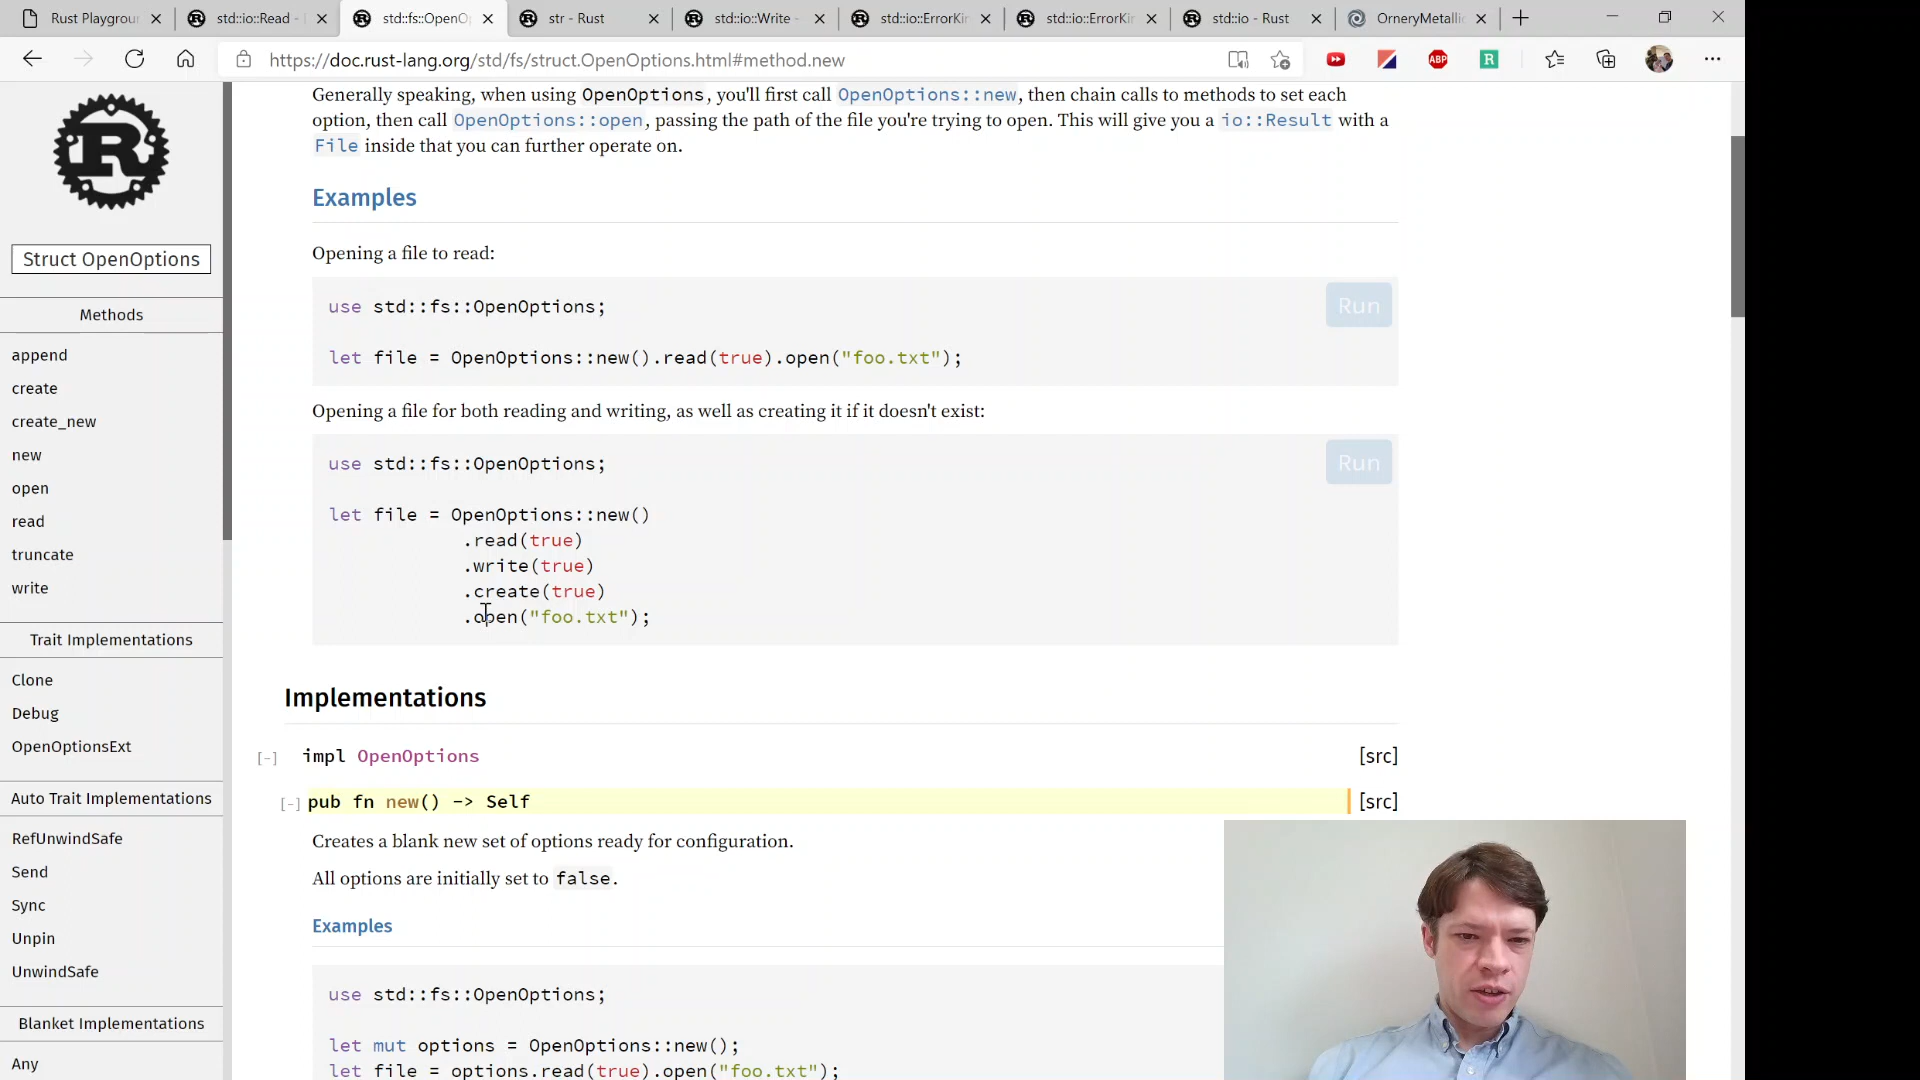 Rust Playgrou
std::io::Read -
std::fs::OpenO
str - Rust
std::io::Write -
std::io::ErrorKi
std::io::ErrorKi
std::io - Rust
OrneryMetalli
https://doc.rust-lang.org/std/fs/struct.OpenOptions.html#method.new
ABP
R
Struct OpenOptions
Methods
append
create
create_new
new
open
read
truncate
write
Trait Implementations
Clone
Debug
OpenOptionsExt
Auto Trait Implementations
RefUnwindSafe
Send
Sync
Unpin
UnwindSafe
Blanket Implementations
Any
Generally speaking, when using OpenOptions, you'll first call OpenOptions::new, then chain calls to methods to set each
option, then call OpenOptions::open, passing the path of the file you're trying to open. This will give you a io::Result with a
File inside that you can further operate on.
Examples
Opening a file to read:
Run
use std::fs::OpenOptions;
let file = OpenOptions::new().read(true).open("foo.txt");
Opening a file for both reading and writing, as well as creating it if it doesn't exist:
Run
use std::fs::OpenOptions;
let file = OpenOptions::new()
.read(true)
.write(true)
.create(true)
.open("foo.txt");
Implementations
[-] impl OpenOptions [src]
[-] pub fn new() -> Self [src]
Creates a blank new set of options ready for configuration.
All options are initially set to false.
Examples
use std::fs::OpenOptions;
let mut options = OpenOptions::new();
let file = options.read(true).open("foo.txt");